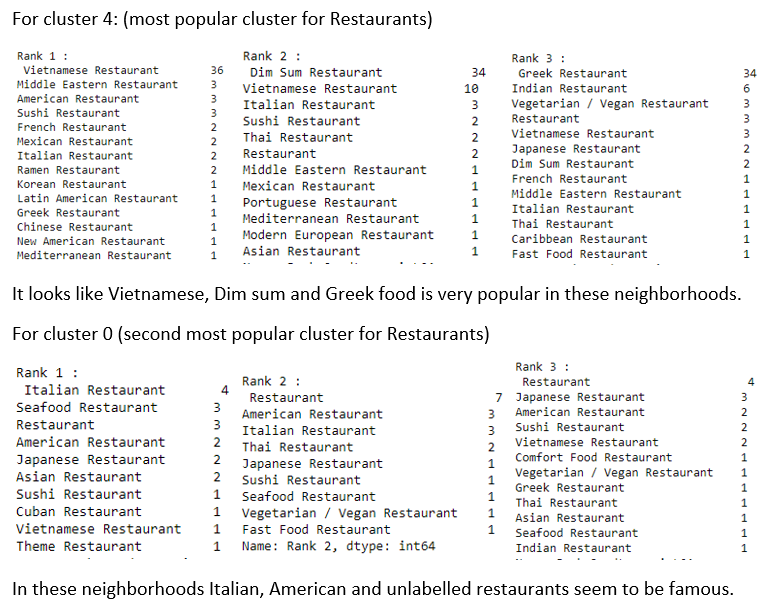 For cluster 4: (most popular cluster for Restaurants)
Rank 1 :
Vietnamese Restaurant 36
Middle Eastern Restaurant 3
American Restaurant 3
Sushi Restaurant 3
French Restaurant 2
Mexican Restaurant 2
Italian Restaurant 2
Ramen Restaurant 2
Korean Restaurant 1
Latin American Restaurant 1
Greek Restaurant 1
Chinese Restaurant 1
New American Restaurant 1
Mediterranean Restaurant 1
Rank 2 :
Dim Sum Restaurant 34
Vietnamese Restaurant 10
Italian Restaurant 3
Sushi Restaurant 2
Thai Restaurant 2
Restaurant 2
Middle Eastern Restaurant 1
Mexican Restaurant 1
Portuguese Restaurant 1
Mediterranean Restaurant 1
Modern European Restaurant 1
Asian Restaurant 1
Rank 3 :
Greek Restaurant 34
Indian Restaurant 6
Vegetarian / Vegan Restaurant 3
Restaurant 3
Vietnamese Restaurant 3
Japanese Restaurant 2
Dim Sum Restaurant 2
French Restaurant 1
Middle Eastern Restaurant 1
Italian Restaurant 1
Thai Restaurant 1
Caribbean Restaurant 1
Fast Food Restaurant 1
It looks like Vietnamese, Dim sum and Greek food is very popular in these neighborhoods.
For cluster 0 (second most popular cluster for Restaurants)
Rank 1 :
Italian Restaurant 4
Seafood Restaurant 3
Restaurant 3
American Restaurant 2
Japanese Restaurant 2
Asian Restaurant 2
Sushi Restaurant 1
Cuban Restaurant 1
Vietnamese Restaurant 1
Theme Restaurant 1
Rank 2 :
Restaurant 7
American Restaurant 3
Italian Restaurant 3
Thai Restaurant 2
Japanese Restaurant 1
Sushi Restaurant 1
Seafood Restaurant 1
Vegetarian / Vegan Restaurant 1
Fast Food Restaurant 1
Name: Rank 2, dtype: int64
Rank 3 :
Restaurant 4
Japanese Restaurant 3
American Restaurant 2
Sushi Restaurant 2
Vietnamese Restaurant 2
Comfort Food Restaurant 1
Vegetarian / Vegan Restaurant 1
Greek Restaurant 1
Thai Restaurant 1
Asian Restaurant 1
Seafood Restaurant 1
Indian Restaurant 1
In these neighborhoods Italian, American and unlabelled restaurants seem to be famous.